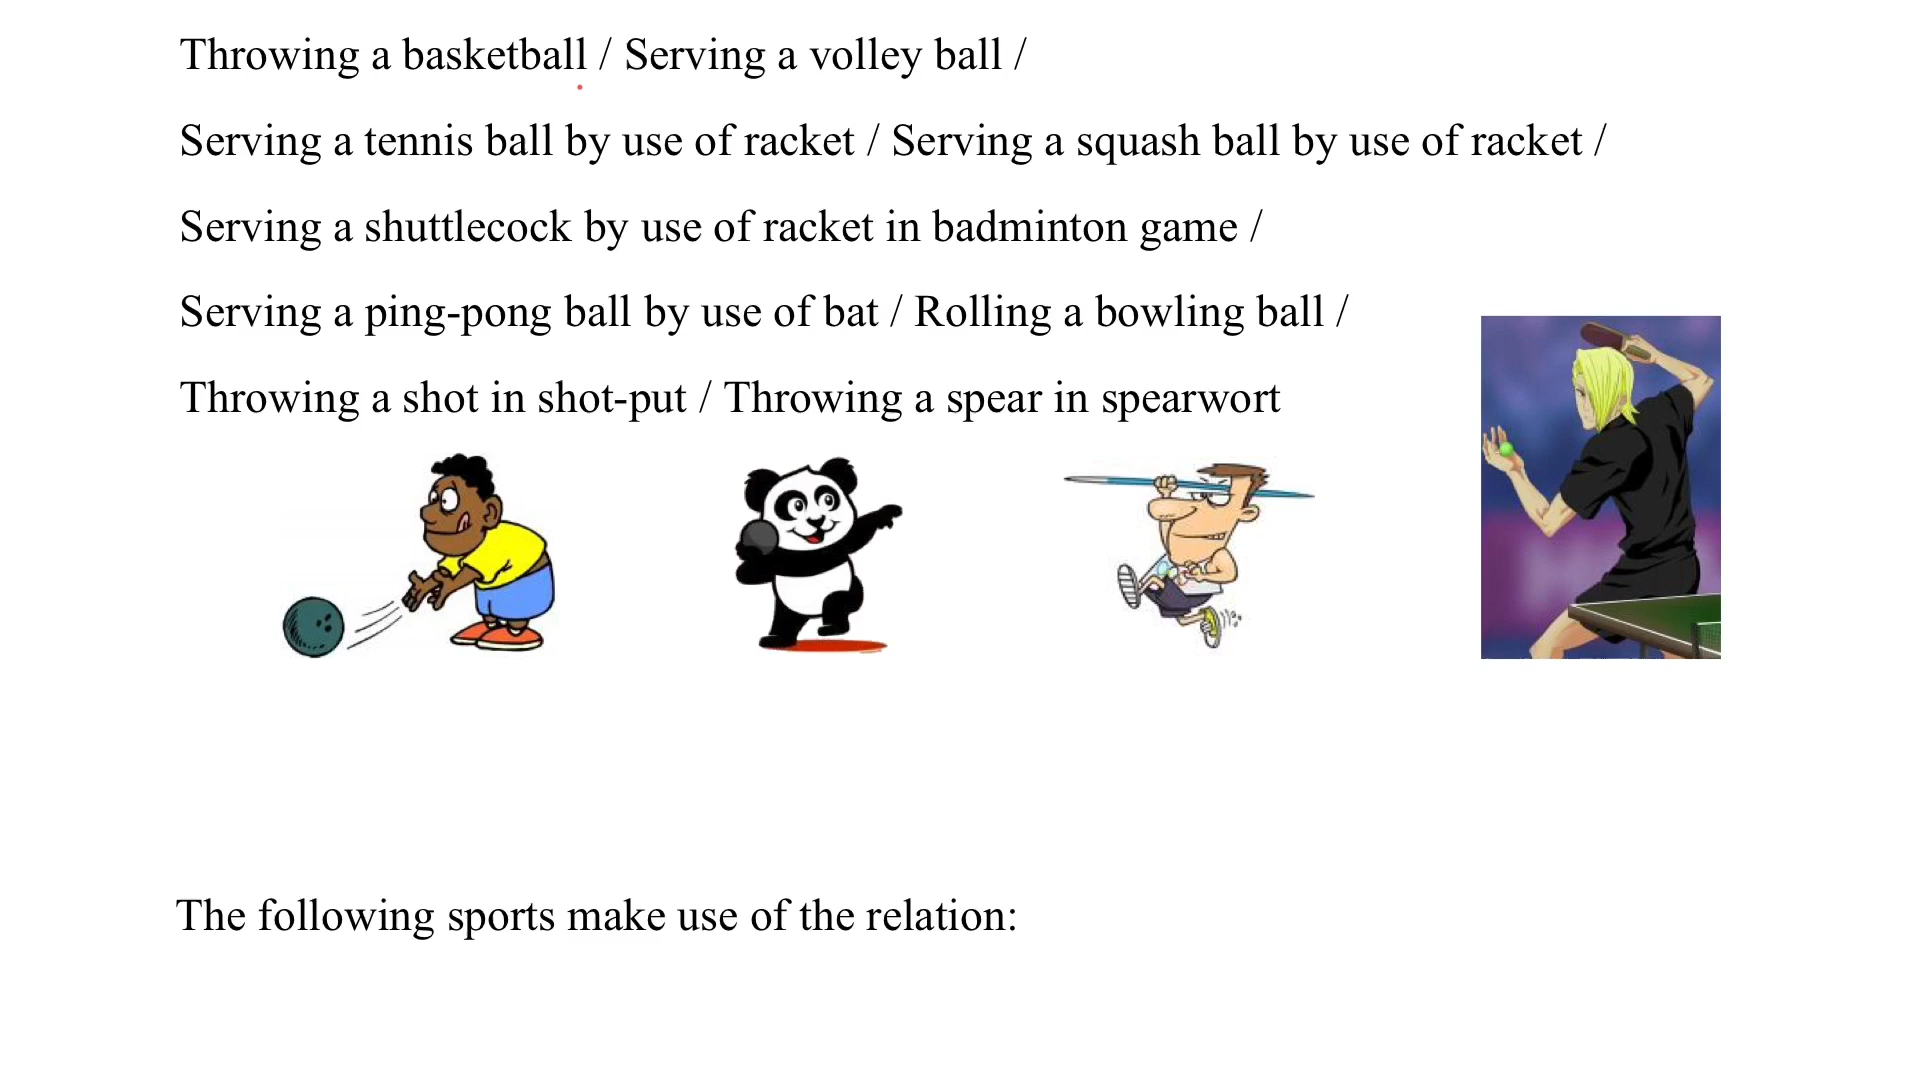 Throwing a basketball / Serving a volley ball /
Serving a tennis ball by use of racket / Serving a squash ball by use of racket /
Serving a shuttlecock by use of racket in badminton game /
Serving a ping-pong ball by use of bat / Rolling a bowling ball /
Throwing a shot in shot-put / Throwing a spear in spearwort
The following sports make use of the relation: